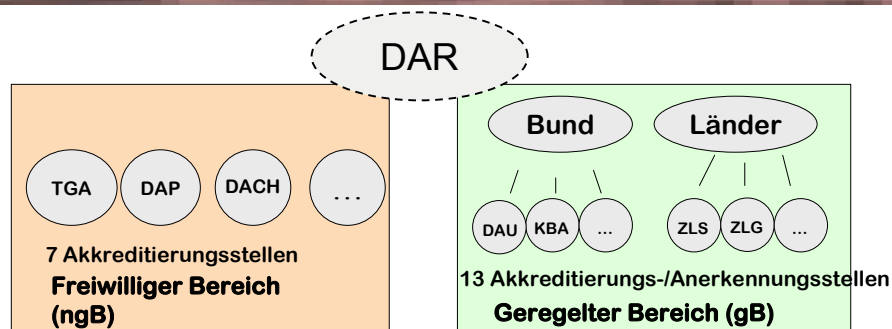 DAR
TGA DAP DACH ...
7 Akkreditierungsstellen
Freiwilliger Bereich
(ngB)
Bund Länder
DAU KBA ... ZLS ZLG ...
13 Akkreditierungs-/Anerkennungsstellen
Geregelter Bereich (gB)